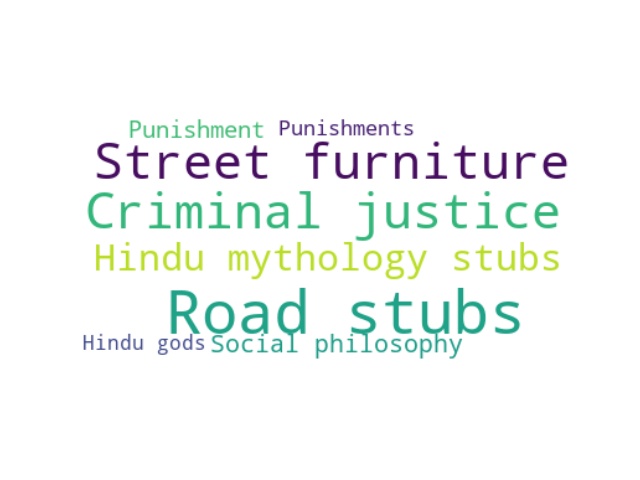 Punishment Punishments
Street furniture
Criminal justice
Hindu mythology stubs
Road stubs
Hindu gods Social philosophy